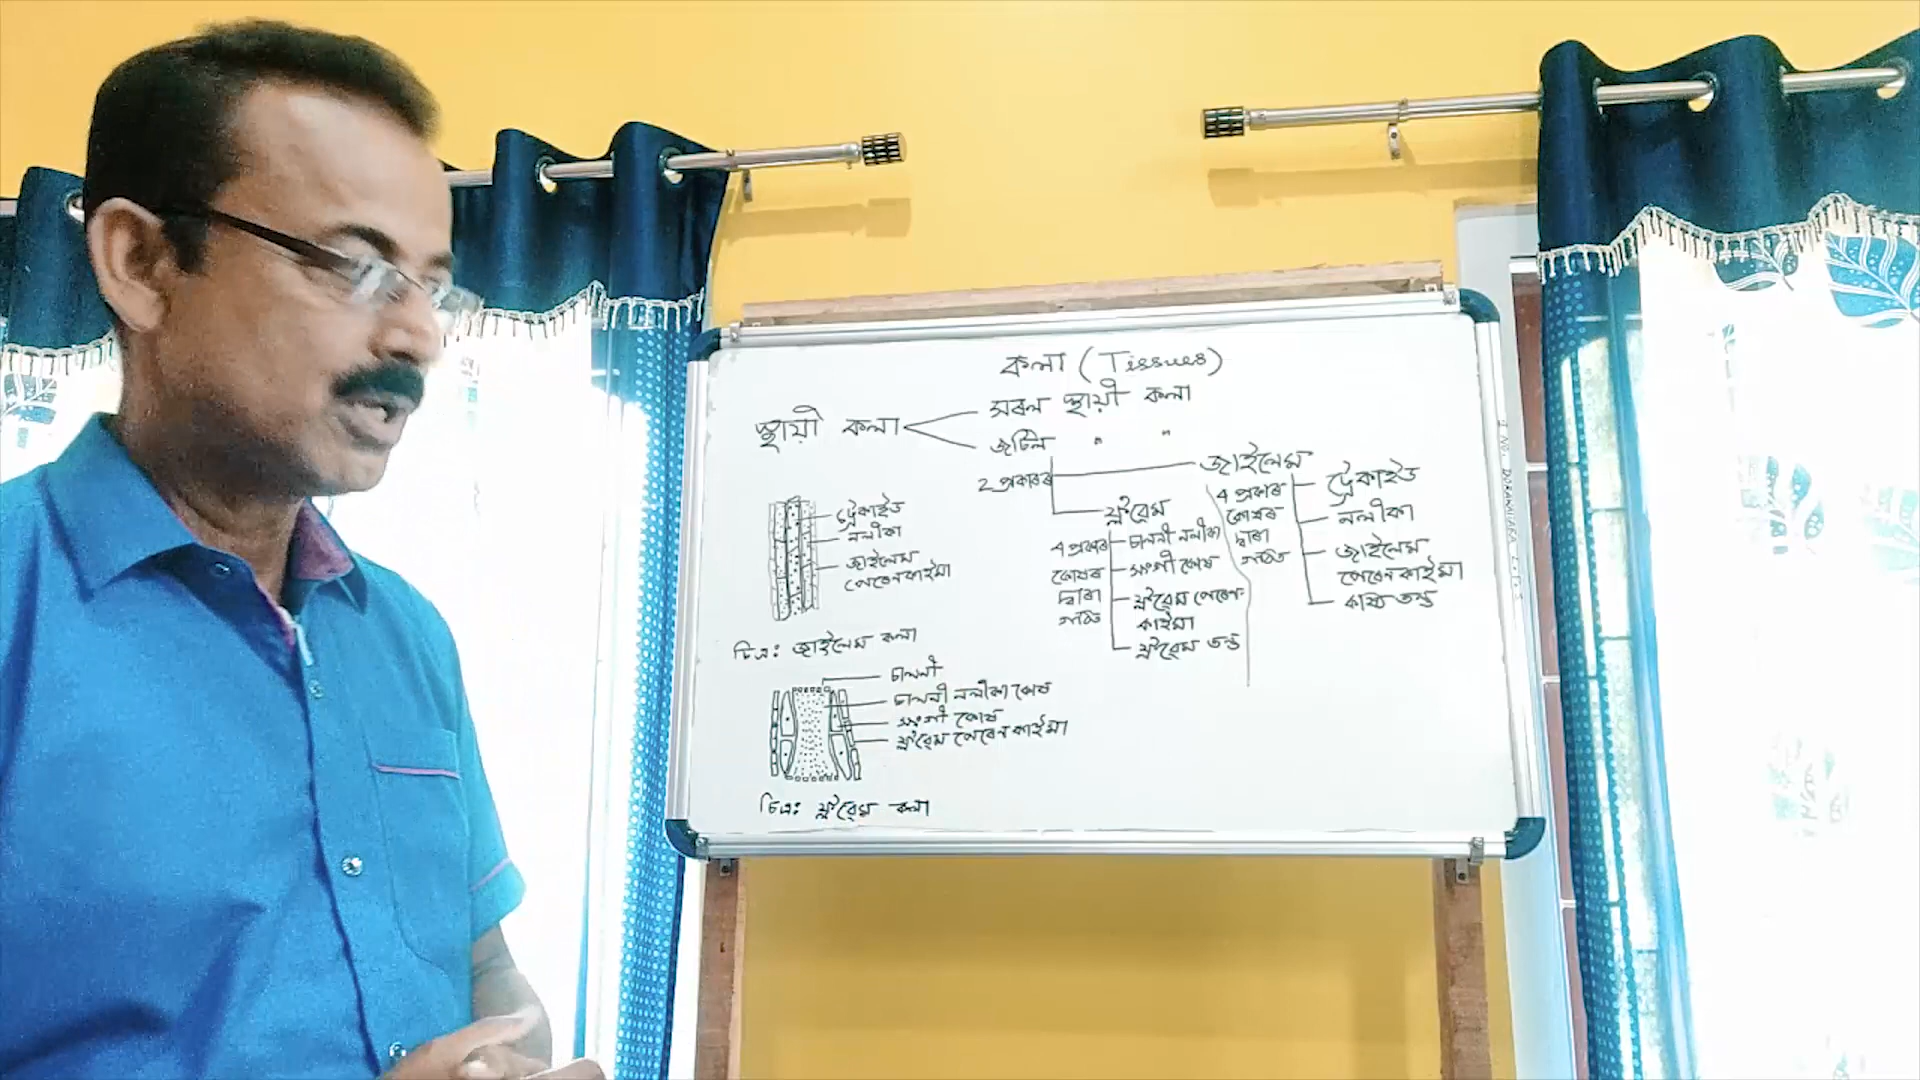 কলা (Tissues)
স্থায়ী কলা
সৰল স্থায়ী কলা
জটিল " "
2 প্ৰকাৰৰ
জাইলেম
4 প্ৰকাৰ কোষৰ দ্বাৰা গঠিত
ট্ৰেকাইড
নলীকা
জাইলেম
পেৰেনকাইমা
কাষ্ঠ তন্তু
ফ্ল'য়েম
4 প্ৰকাৰ কোষৰ দ্বাৰা গঠিত
চালনী নলীকা
সংগী কোষ
ফ্ল'য়েম পেৰেন-
কাইমা
ফ্ল'য়েম তন্তু
ট্ৰেকাইড
নলীকা
জাইলেম
পেৰেনকাইমা
চিত্ৰ: জাইলেম কলা
চালনী
চালনী নলীকা কোষ
সংগী কোষ
ফ্ল'য়েম পেৰেনকাইমা
চিত্ৰ: ফ্ল'য়েম কলা